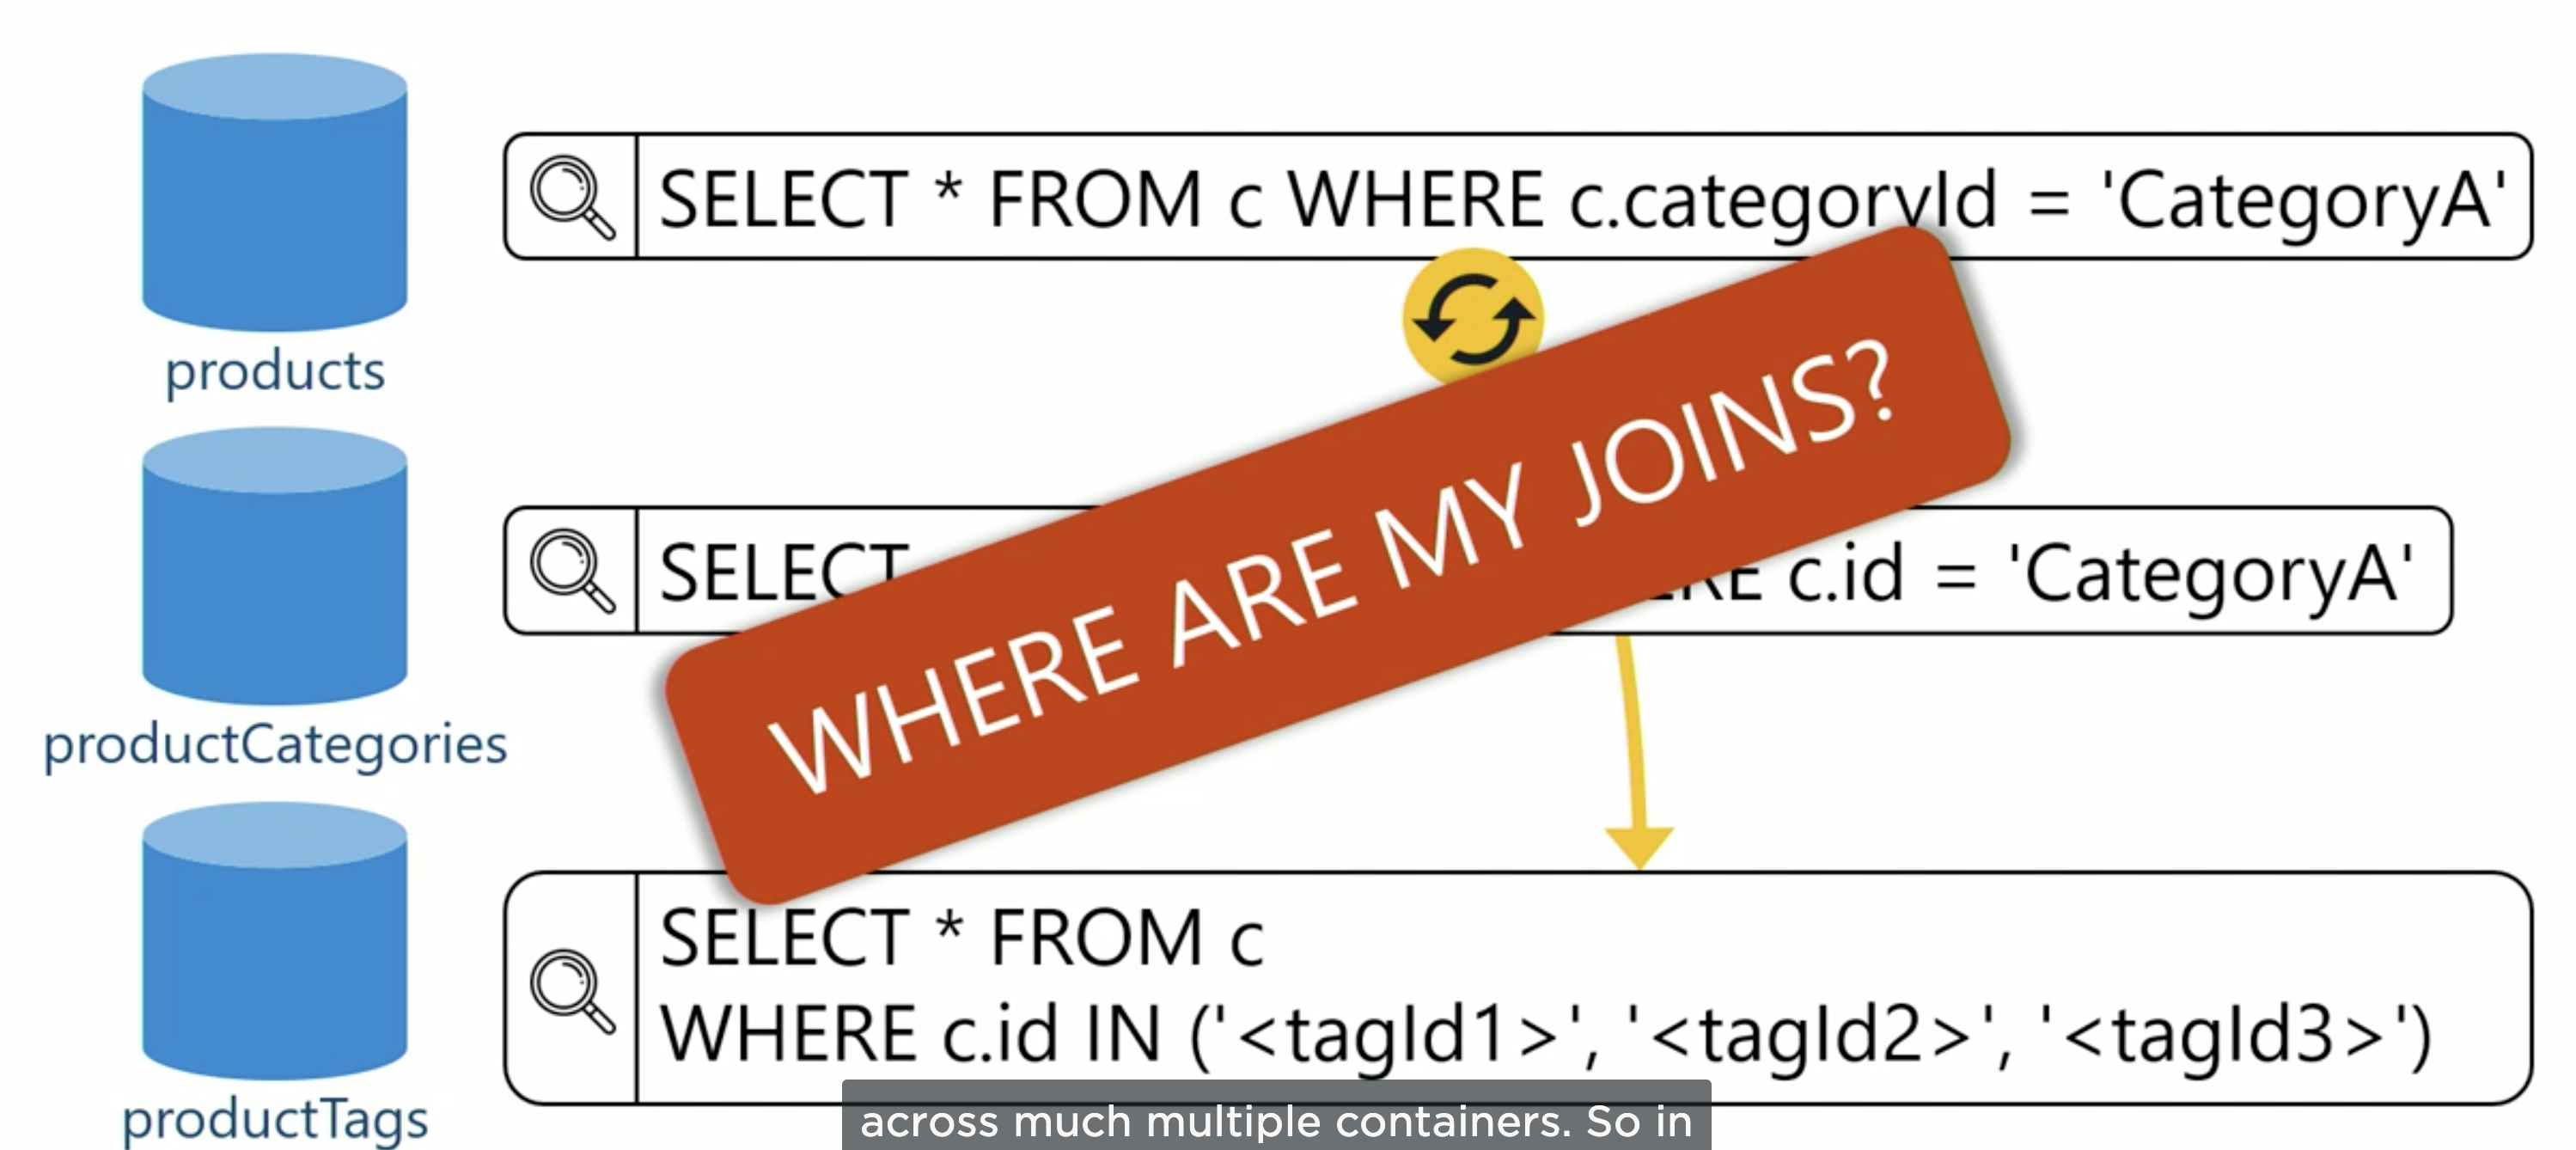 SELECT * FROM c WHERE c.categoryId = 'CategoryA'
products
WHERE ARE MY JOINS?
SELECT c.id = 'CategoryA'
productCategories
SELECT * FROM c
WHERE c.id IN ('<tagId1>', '<tagId2>', '<tagId3>')
productTags
across much multiple containers. So in